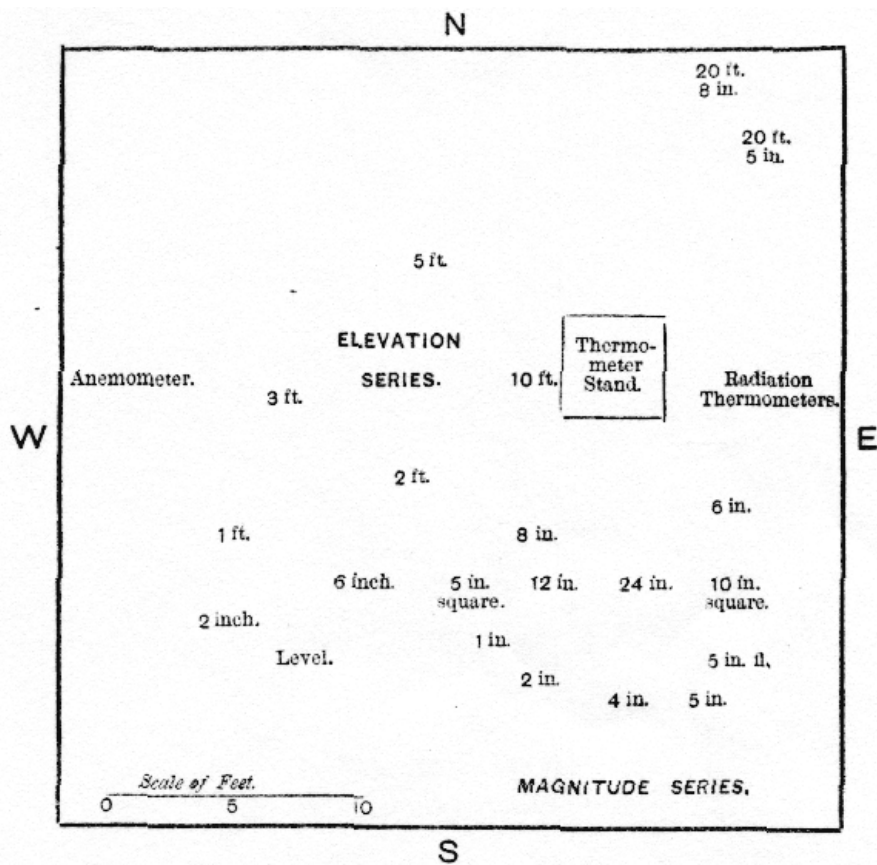 N
20 ft.
8 in.
20 ft.
5 in.
5 ft.
ELEVATION
SERIES.
Thermo-
meter
Stand.
Anemometer.
3 ft.
10 ft.
Radiation
Thermometers.
W
E
2 ft.
6 in.
1 ft.
8 in.
6 inch.
5 in.
square.
12 in.
24 in.
10 in.
square.
2 inch.
1 in.
Level.
5 in. fl.
2 in.
4 in.
5 in.
Scale of Feet.
0 5 10
MAGNITUDE SERIES.
S